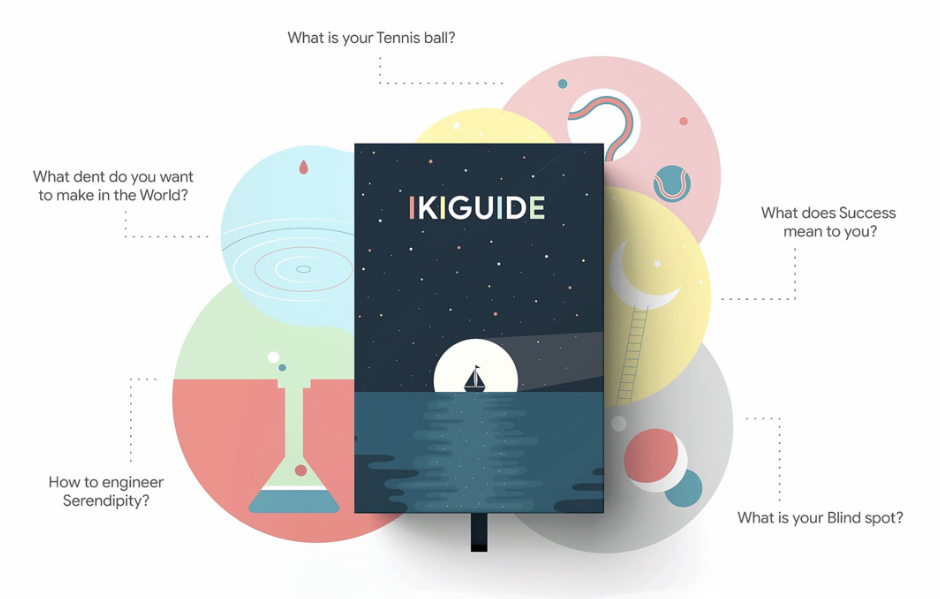 What is your Tennis ball?
What dent do you want
to make in the World?
IKIGUIDE
What does Success
mean to you?
How to engineer
Serendipity?
What is your Blind spot?